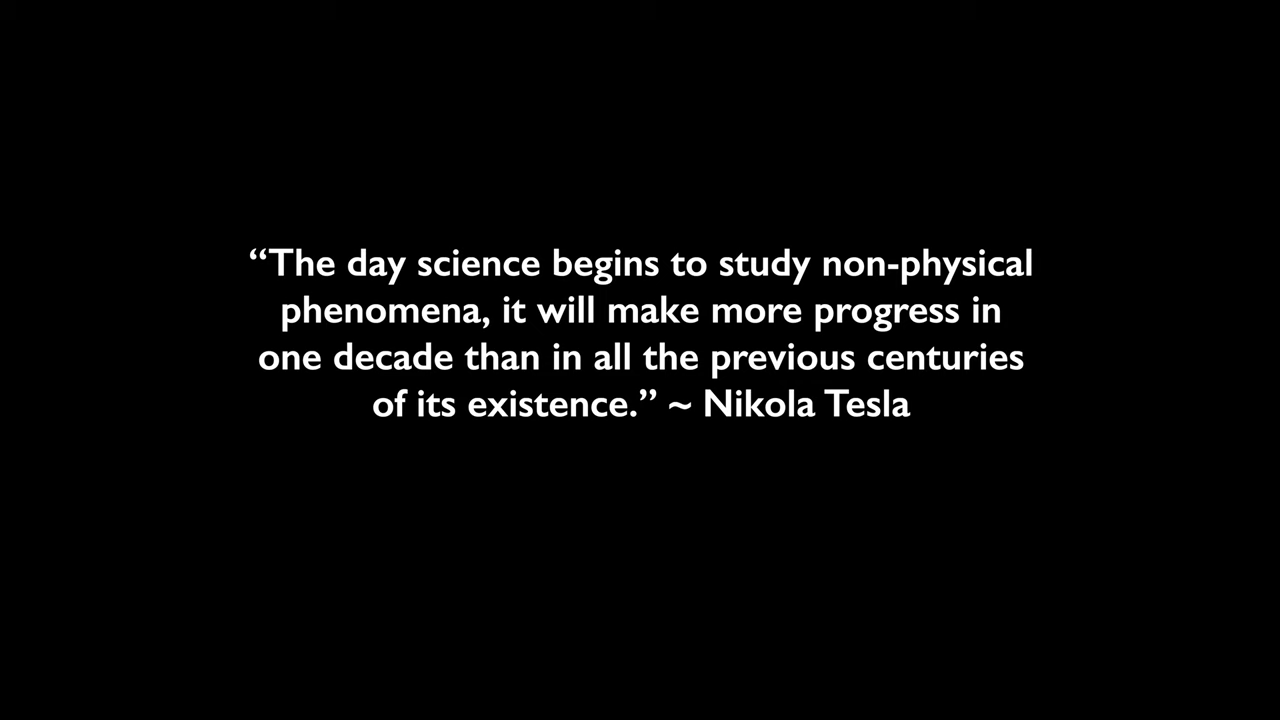 “The day science begins to study non-physical
phenomena, it will make more progress in
one decade than in all the previous centuries
of its existence.” ~ Nikola Tesla